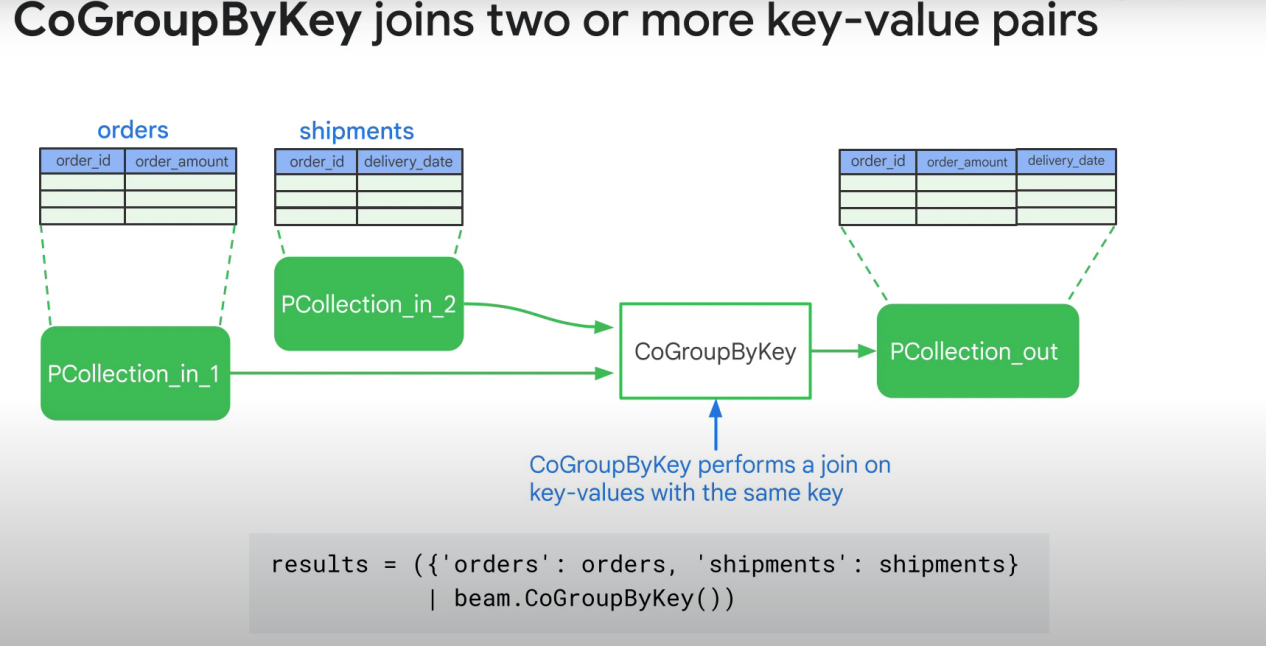 CoGroupByKey joins two or more key-value pairs
orders
shipments
order_id order_amount
order_id delivery_date
order_id order_amount delivery_date
PCollection_in_1
PCollection_in_2
CoGroupByKey
PCollection_out
CoGroupByKey performs a join on
key-values with the same key
results = ({'orders': orders, 'shipments': shipments}
| beam.CoGroupByKey())